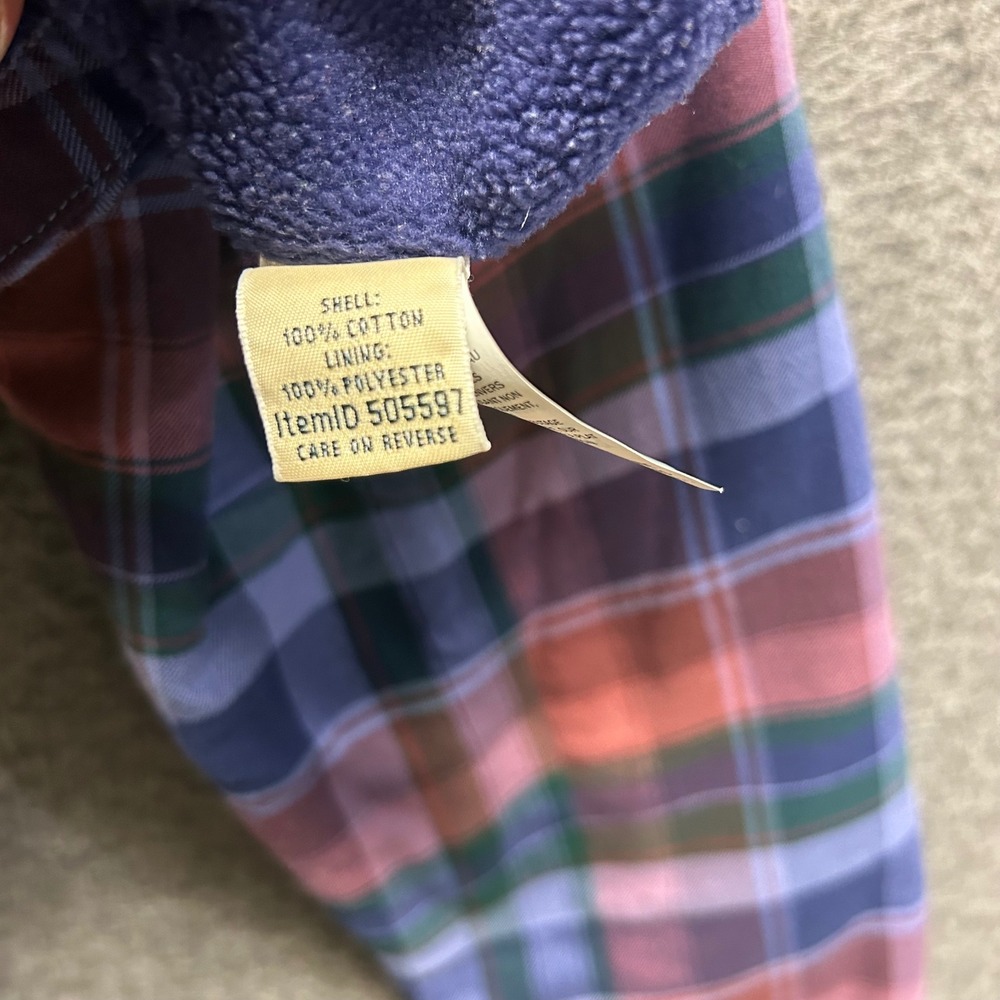 SHELL:
100% COTTON
LINING:
100% POLYESTER
ItemID 505597
CARE ON REVERSE